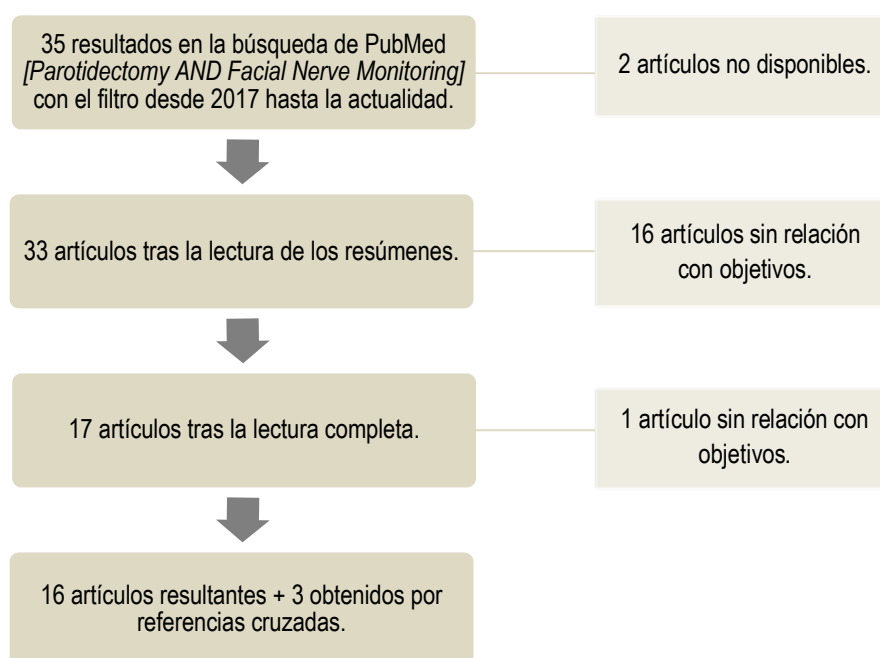 35 resultados en la búsqueda de PubMed
[Parotidectomy AND Facial Nerve Monitoring]
con el filtro desde 2017 hasta la actualidad.
2 artículos no disponibles.
33 artículos tras la lectura de los resúmenes.
16 artículos sin relación
con objetivos.
17 artículos tras la lectura completa.
1 artículo sin relación con
objetivos.
16 artículos resultantes + 3 obtenidos por
referencias cruzadas.